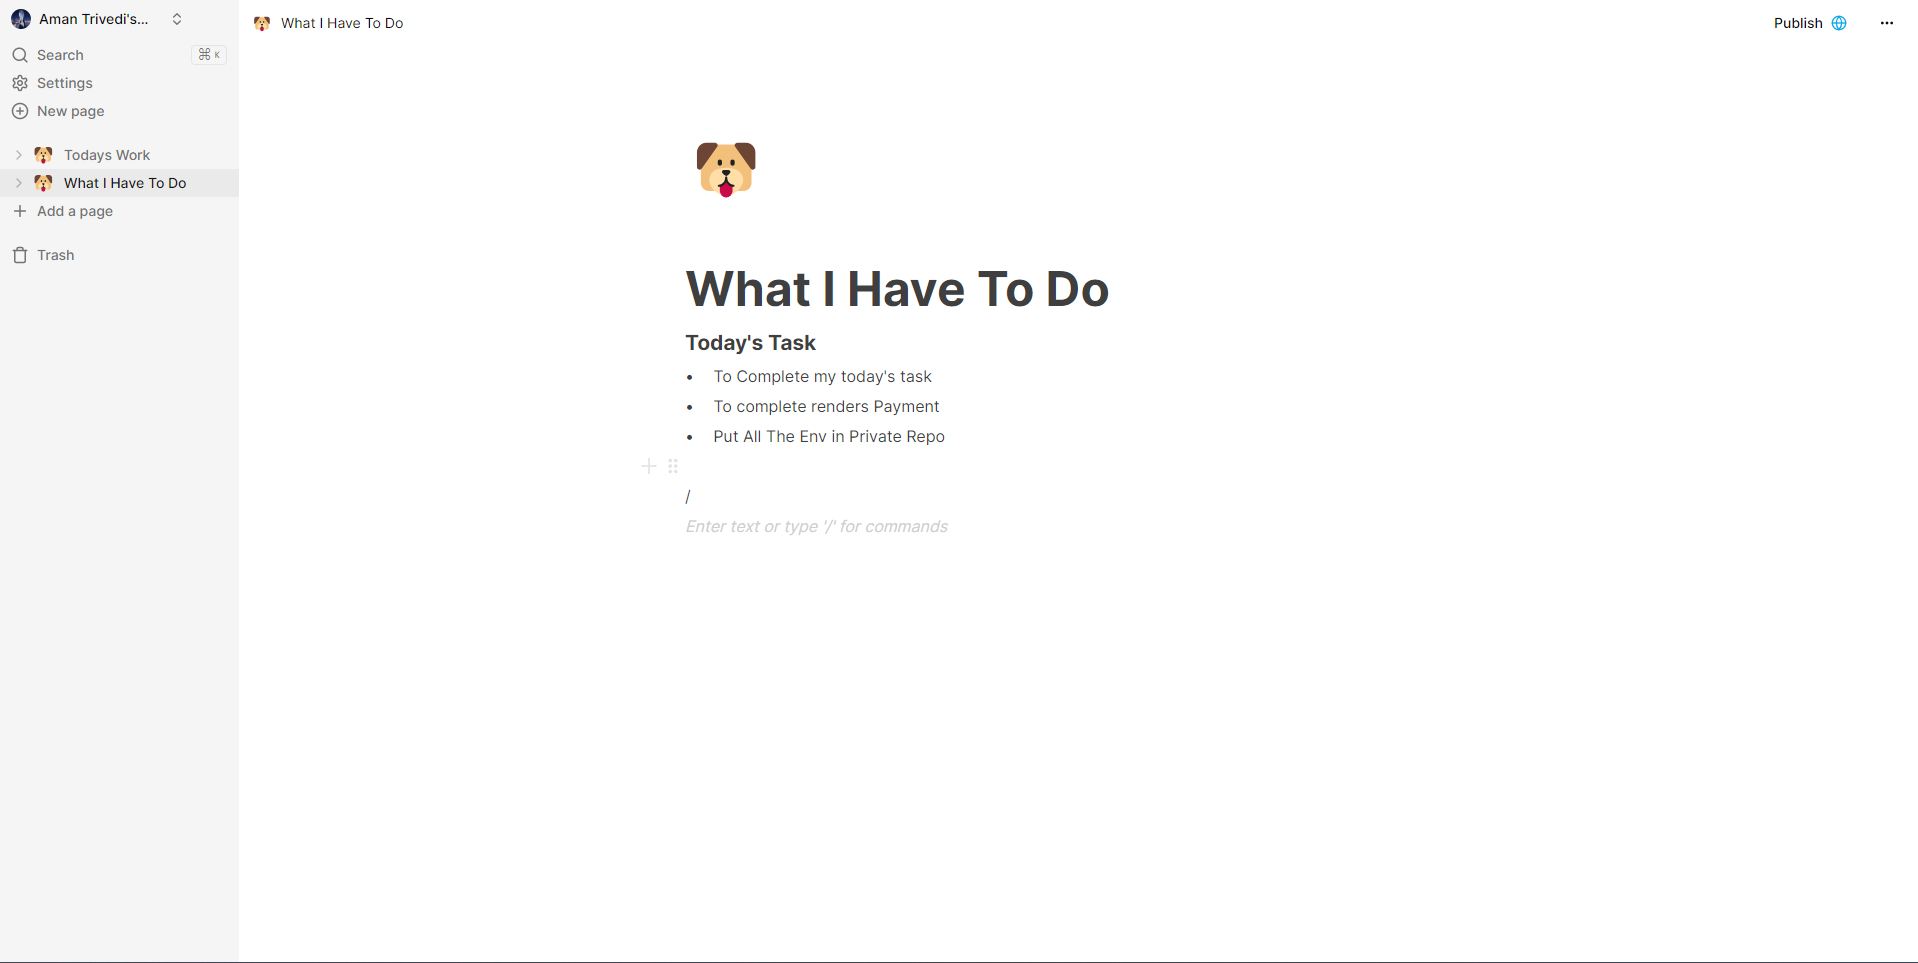 Aman Trivedi's...
Search ⌘ K
Settings
New page
Todays Work
What I Have To Do
Add a page
Trash
What I Have To Do
Publish
What I Have To Do
Today's Task
• To Complete my today's task
• To complete renders Payment
• Put All The Env in Private Repo
/
Enter text or type '/' for commands